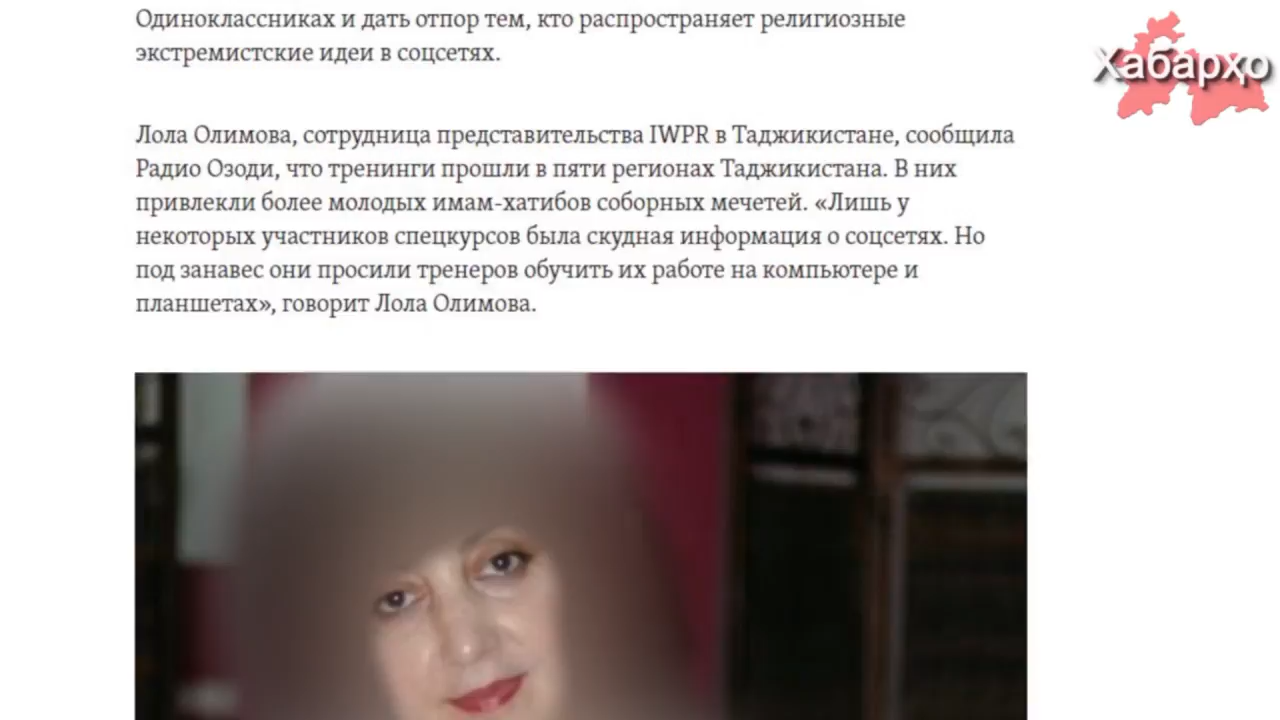 Одноклассниках и дать отпор тем, кто распространяет религиозные
экстремистские идеи в соцсетях.
Лола Олимова, сотрудница представительства IWPR в Таджикистане, сообщила
Радио Озоди, что тренинги прошли в пяти регионах Таджикистана. В них
привлекли более молодых имам-хатибов соборных мечетей. «Лишь у
некоторых участников спецкурсов была скудная информация о соцсетях. Но
под занавес они просили тренеров обучить их работе на компьютере и
планшетах», говорит Лола Олимова.
Хабарҳо